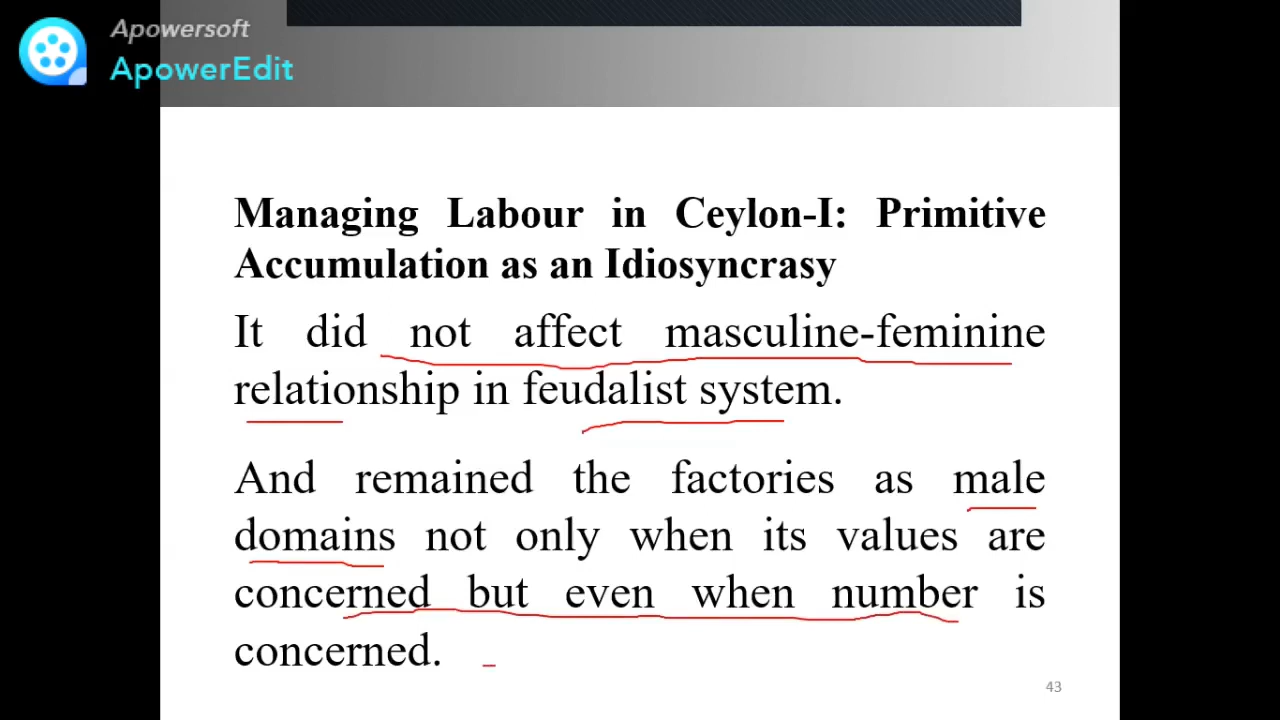 Apowersoft
ApowerEdit
Managing Labour in Ceylon-I: Primitive
Accumulation as an Idiosyncrasy
It did not affect masculine-feminine
relationship in feudalist system.
And remained the factories as male
domains not only when its values are
concerned but even when number is
concerned.
43